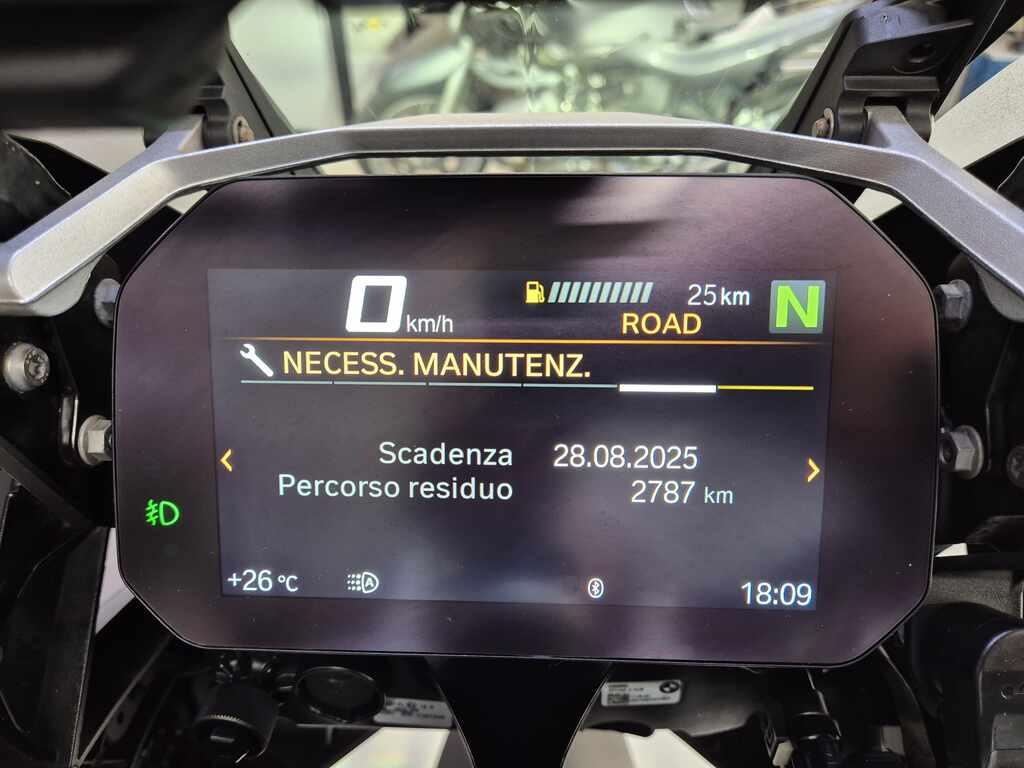 0 km/h
25 km
N
ROAD
NECESS. MANUTENZ.
Scadenza 28.08.2025
Percorso residuo 2787 km
+26 °C
A
18:09